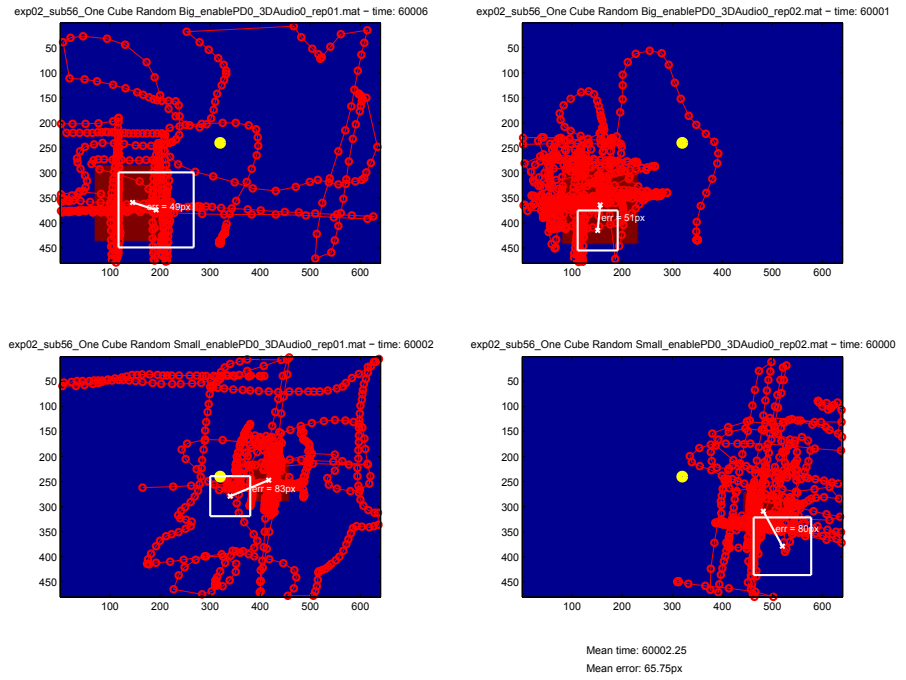 exp02_sub56_One Cube Random Big_enablePD0_3DAudio0_rep01.mat − time: 60006
50
100
150
200
250
300
350
400
450
100 200 300 400 500 600
err = 49px
exp02_sub56_One Cube Random Big_enablePD0_3DAudio0_rep02.mat − time: 60001
50
100
150
200
250
300
350
400
450
100 200 300 400 500 600
err = 51px
exp02_sub56_One Cube Random Small_enablePD0_3DAudio0_rep01.mat − time: 60002
50
100
150
200
250
300
350
400
450
100 200 300 400 500 600
err = 83px
exp02_sub56_One Cube Random Small_enablePD0_3DAudio0_rep02.mat − time: 60000
50
100
150
200
250
300
350
400
450
100 200 300 400 500 600
err = 80px
Mean time: 60002.25
Mean error: 65.75px